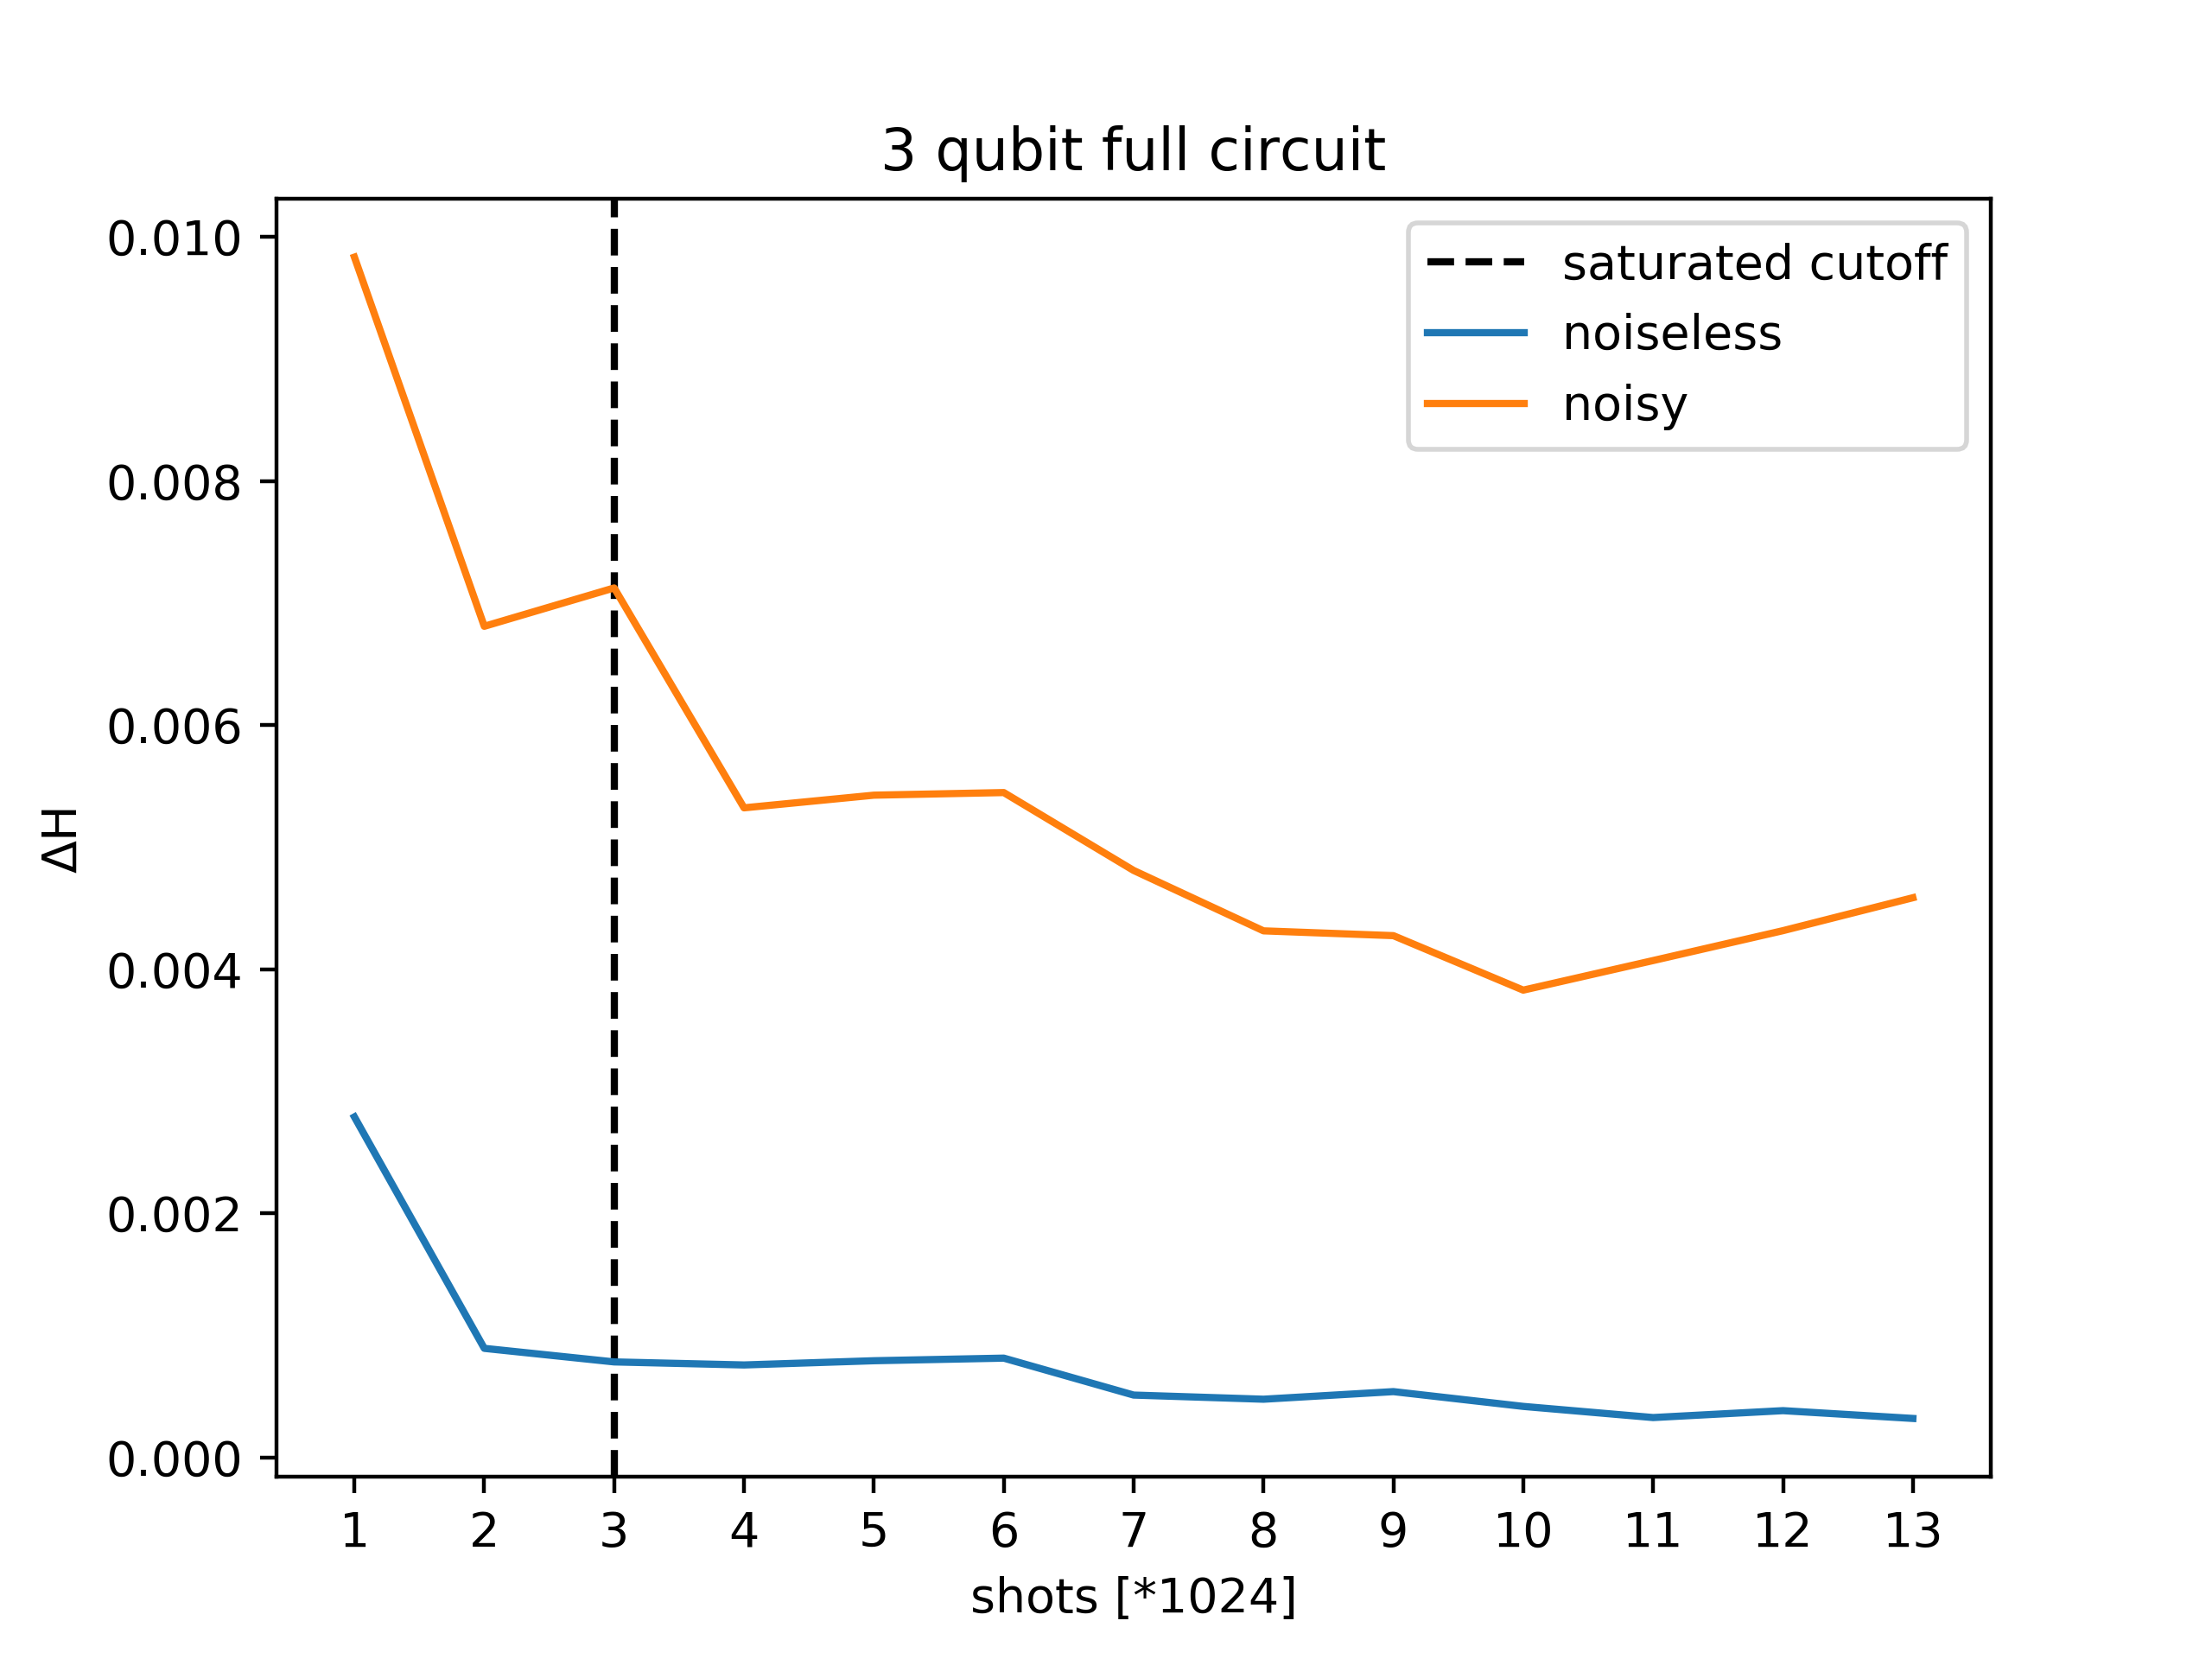 3 qubit full circuit
saturated cutoff
noiseless
noisy
0.010
0.008
0.006
0.004
0.002
0.000
ΔH
1 2 3 4 5 6 7 8 9 10 11 12 13
shots [*1024]